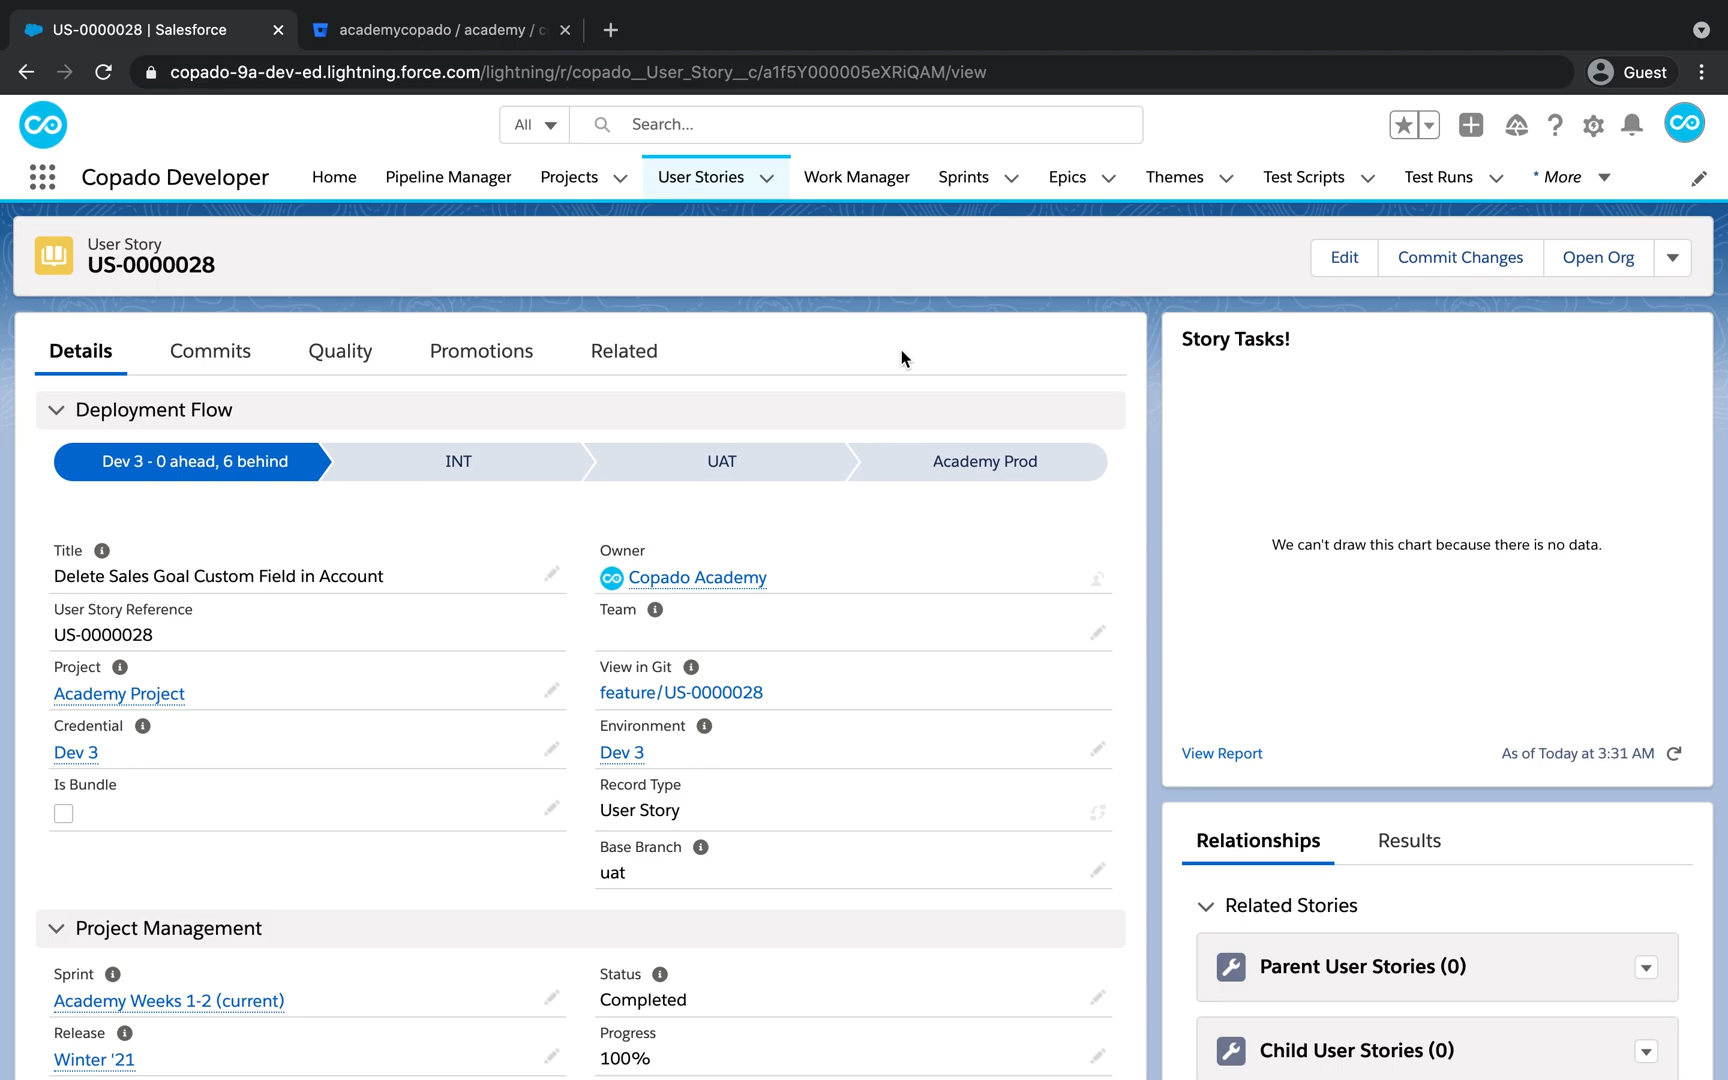 US-0000028 | Salesforce
academycopado / academy / c
copado-9a-dev-ed.lightning.force.com/lightning/r/copado__User_Story__c/a1f5Y000005eXRiQAM/view
Guest
All
Search...
Copado Developer
Home
Pipeline Manager
Projects
User Stories
Work Manager
Sprints
Epics
Themes
Test Scripts
Test Runs
* More
User Story
US-0000028
Edit
Commit Changes
Open Org
Details
Commits
Quality
Promotions
Related
Deployment Flow
Dev 3 - 0 ahead, 6 behind
INT
UAT
Academy Prod
Title
Delete Sales Goal Custom Field in Account
Owner
Copado Academy
User Story Reference
US-0000028
Team
Project
Academy Project
View in Git
feature/US-0000028
Credential
Dev 3
Environment
Dev 3
Is Bundle
Record Type
User Story
Base Branch
uat
Project Management
Sprint
Academy Weeks 1-2 (current)
Status
Completed
Release
Winter '21
Progress
100%
Story Tasks!
We can't draw this chart because there is no data.
View Report
As of Today at 3:31 AM
Relationships
Results
Related Stories
Parent User Stories (0)
Child User Stories (0)